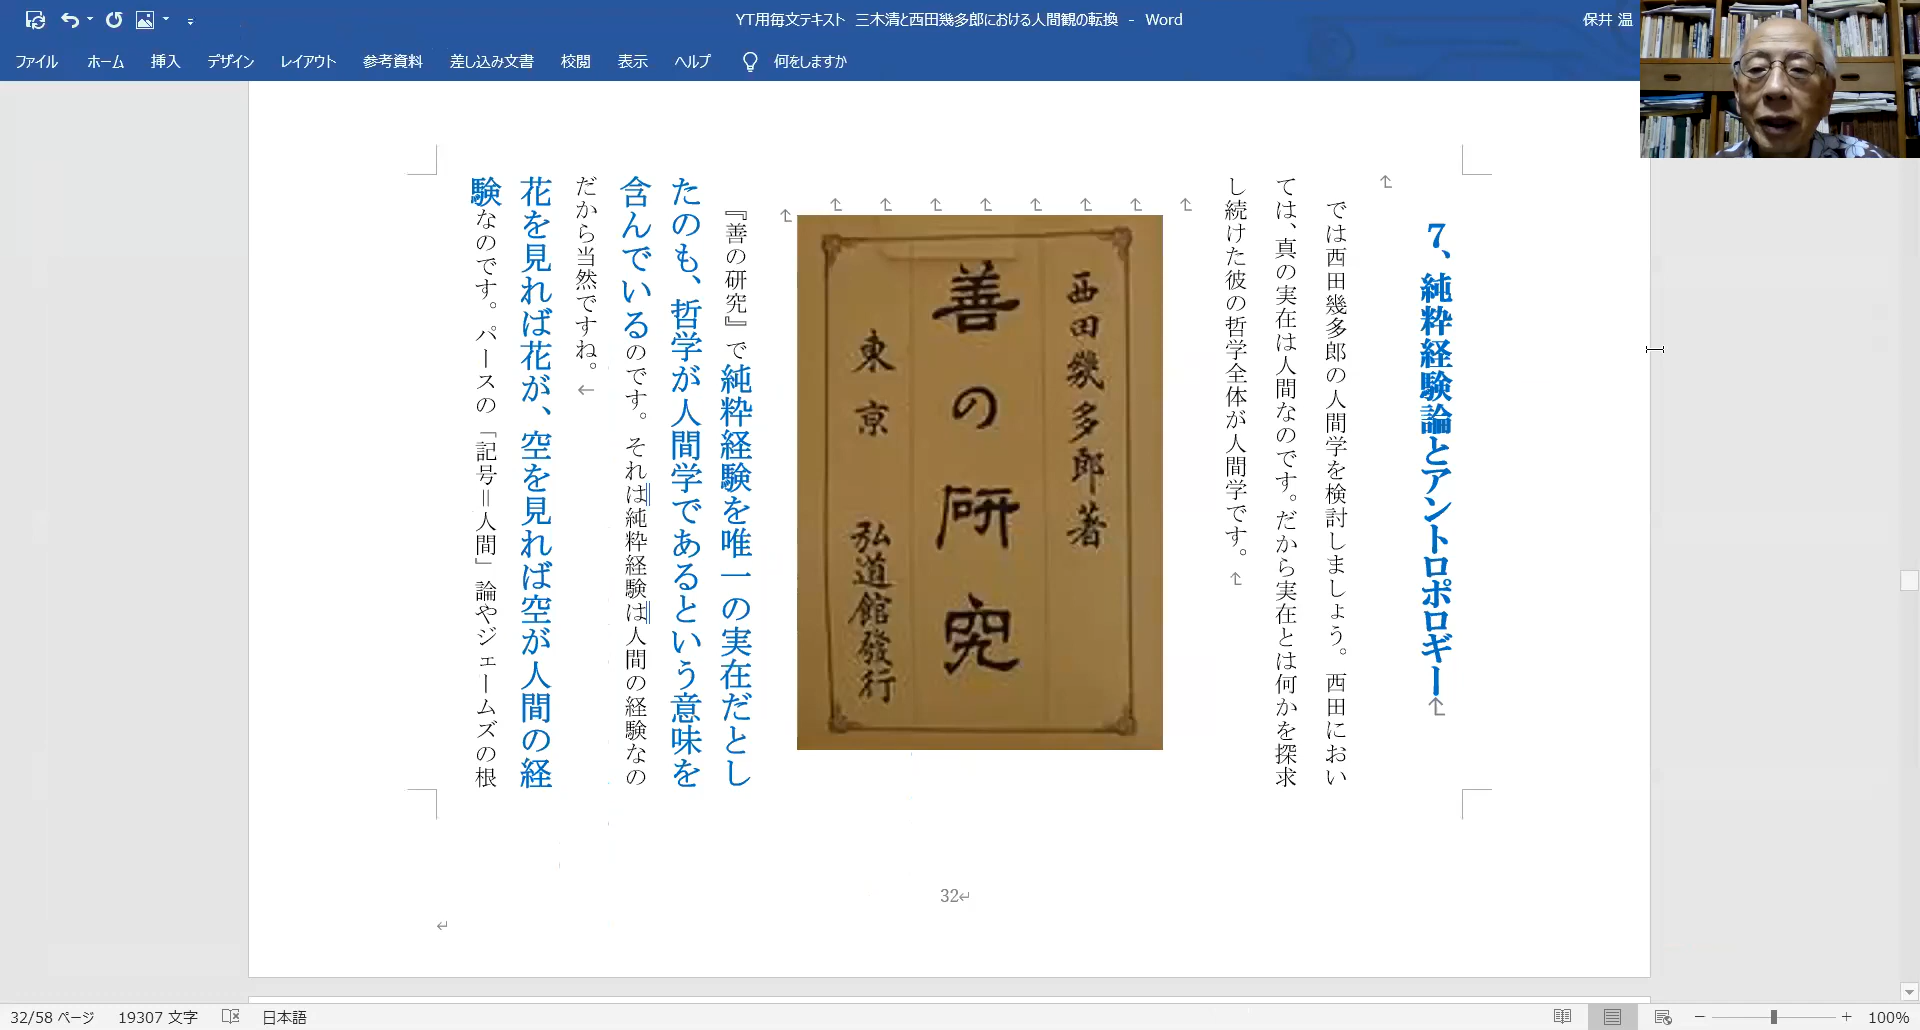 YT用毎文テキスト 三木清と西田幾多郎における人間観の転換 - Word
保井 温
ファイル ホーム 挿入 デザイン レイアウト 参考資料 差し込み文書 校閲 表示 ヘルプ 何をしますか
7、純粋経験論とアントロポロギー
では西田幾多郎の人間学を検討しましょう。西田におい
ては、真の実在は人間なのです。だから実在とは何かを探求
し続けた彼の哲学全体が人間学です。
西田幾多郎著
善の研究
東京 弘道館發行
『善の研究』で純粋経験を唯一の実在だとし
たのも、哲学が人間学であるという意味を
含んでいるのです。それは純粋経験は人間の経験なの
だから当然ですね。
花を見れば花が、空を見れば空が人間の経
験なのです。パースの「記号＝人間」論やジェームズの根
32
32/58 ページ 19307 文字 日本語
100%